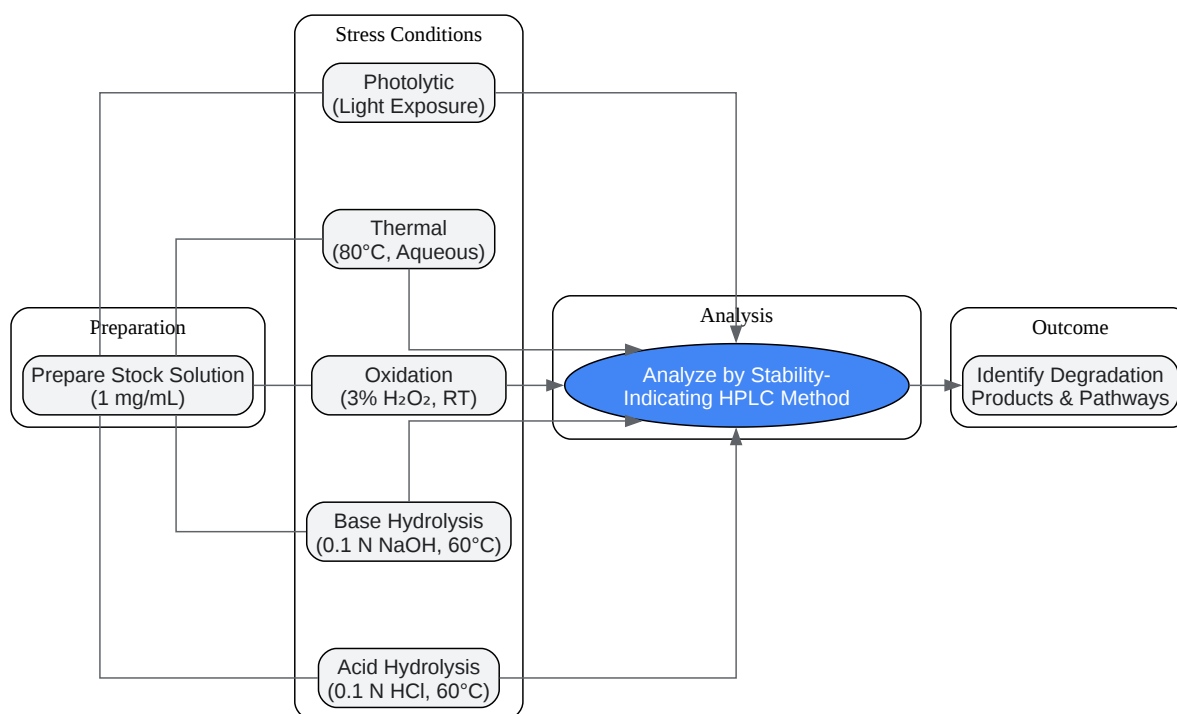 Stress Conditions
Photolytic
(Light Exposure)
Thermal
(80°C, Aqueous)
Preparation
Prepare Stock Solution
(1 mg/mL)
Oxidation
(3% H₂O₂, RT)
Base Hydrolysis
(0.1 N NaOH, 60°C)
Acid Hydrolysis
(0.1 N HCl, 60°C)
Analysis
Analyze by Stability-
Indicating HPLC Method
Outcome
Identify Degradation
Products & Pathways